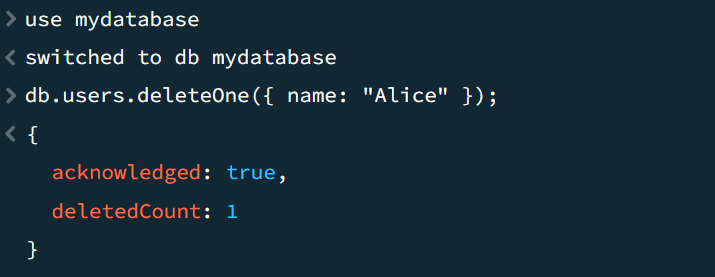 > use mydatabase
< switched to db mydatabase
> db.users.deleteOne({ name: "Alice" });
< {
acknowledged: true,
deletedCount: 1
}